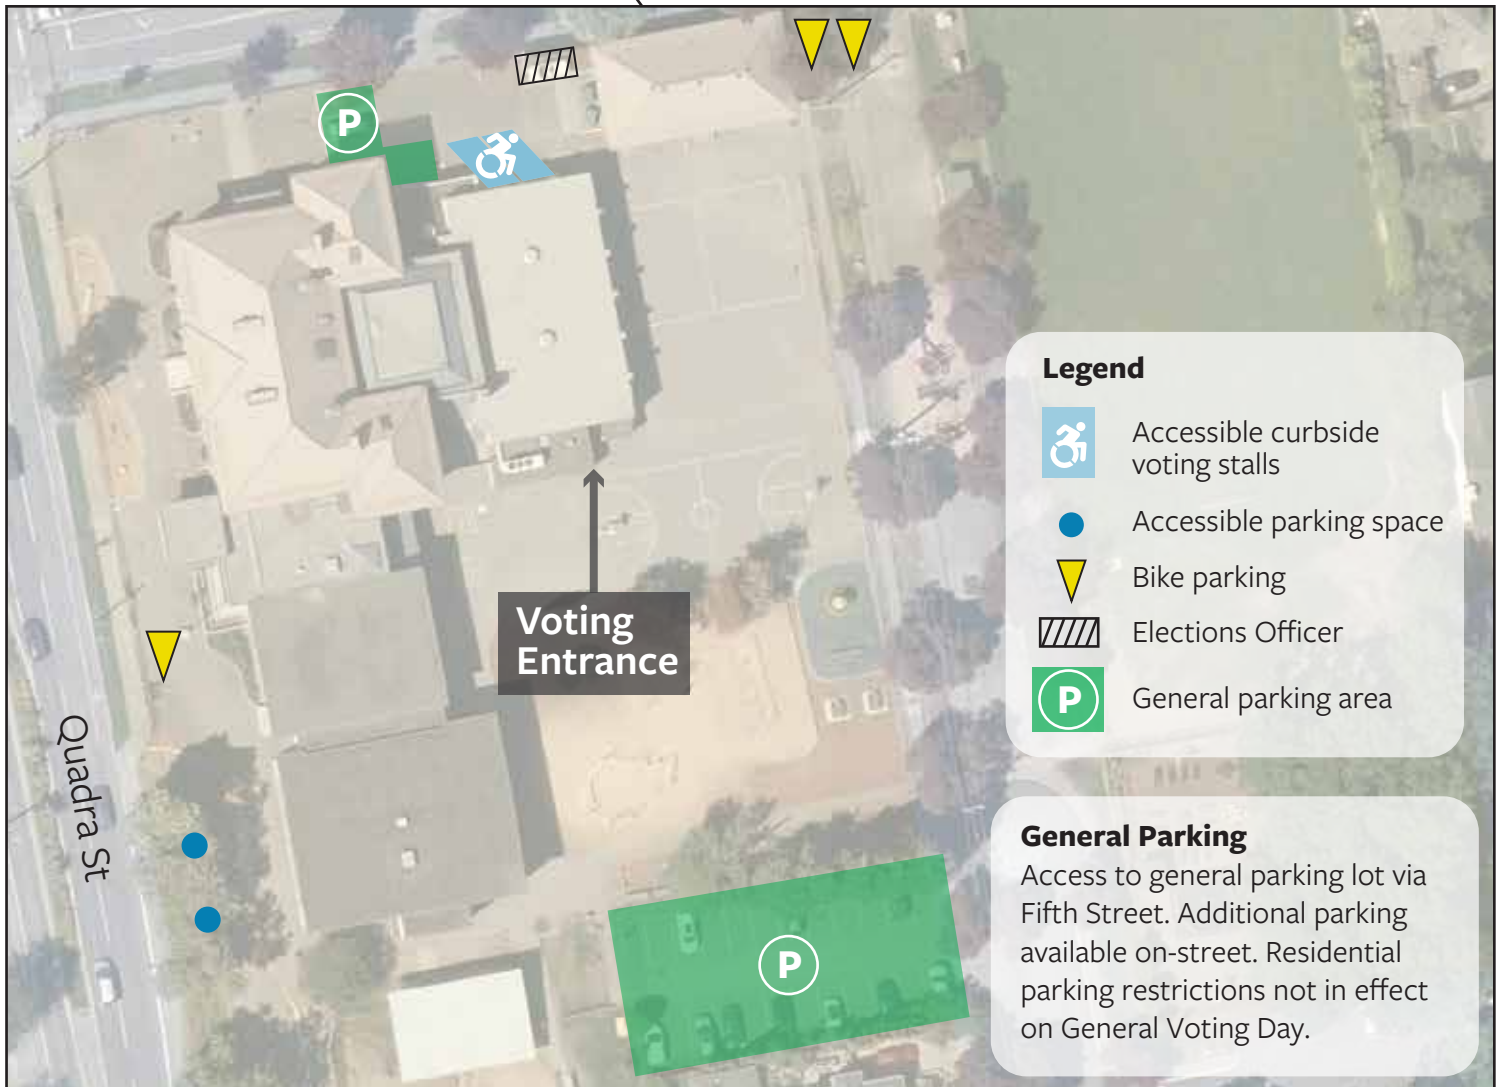 P
Legend
Accessible curbside
voting stalls
Accessible parking space
Bike parking
Elections Officer
P
General parking area
Voting
Entrance
Quadra St
General Parking
Access to general parking lot via
Fifth Street. Additional parking
available on-street. Residential
parking restrictions not in effect
on General Voting Day.
P